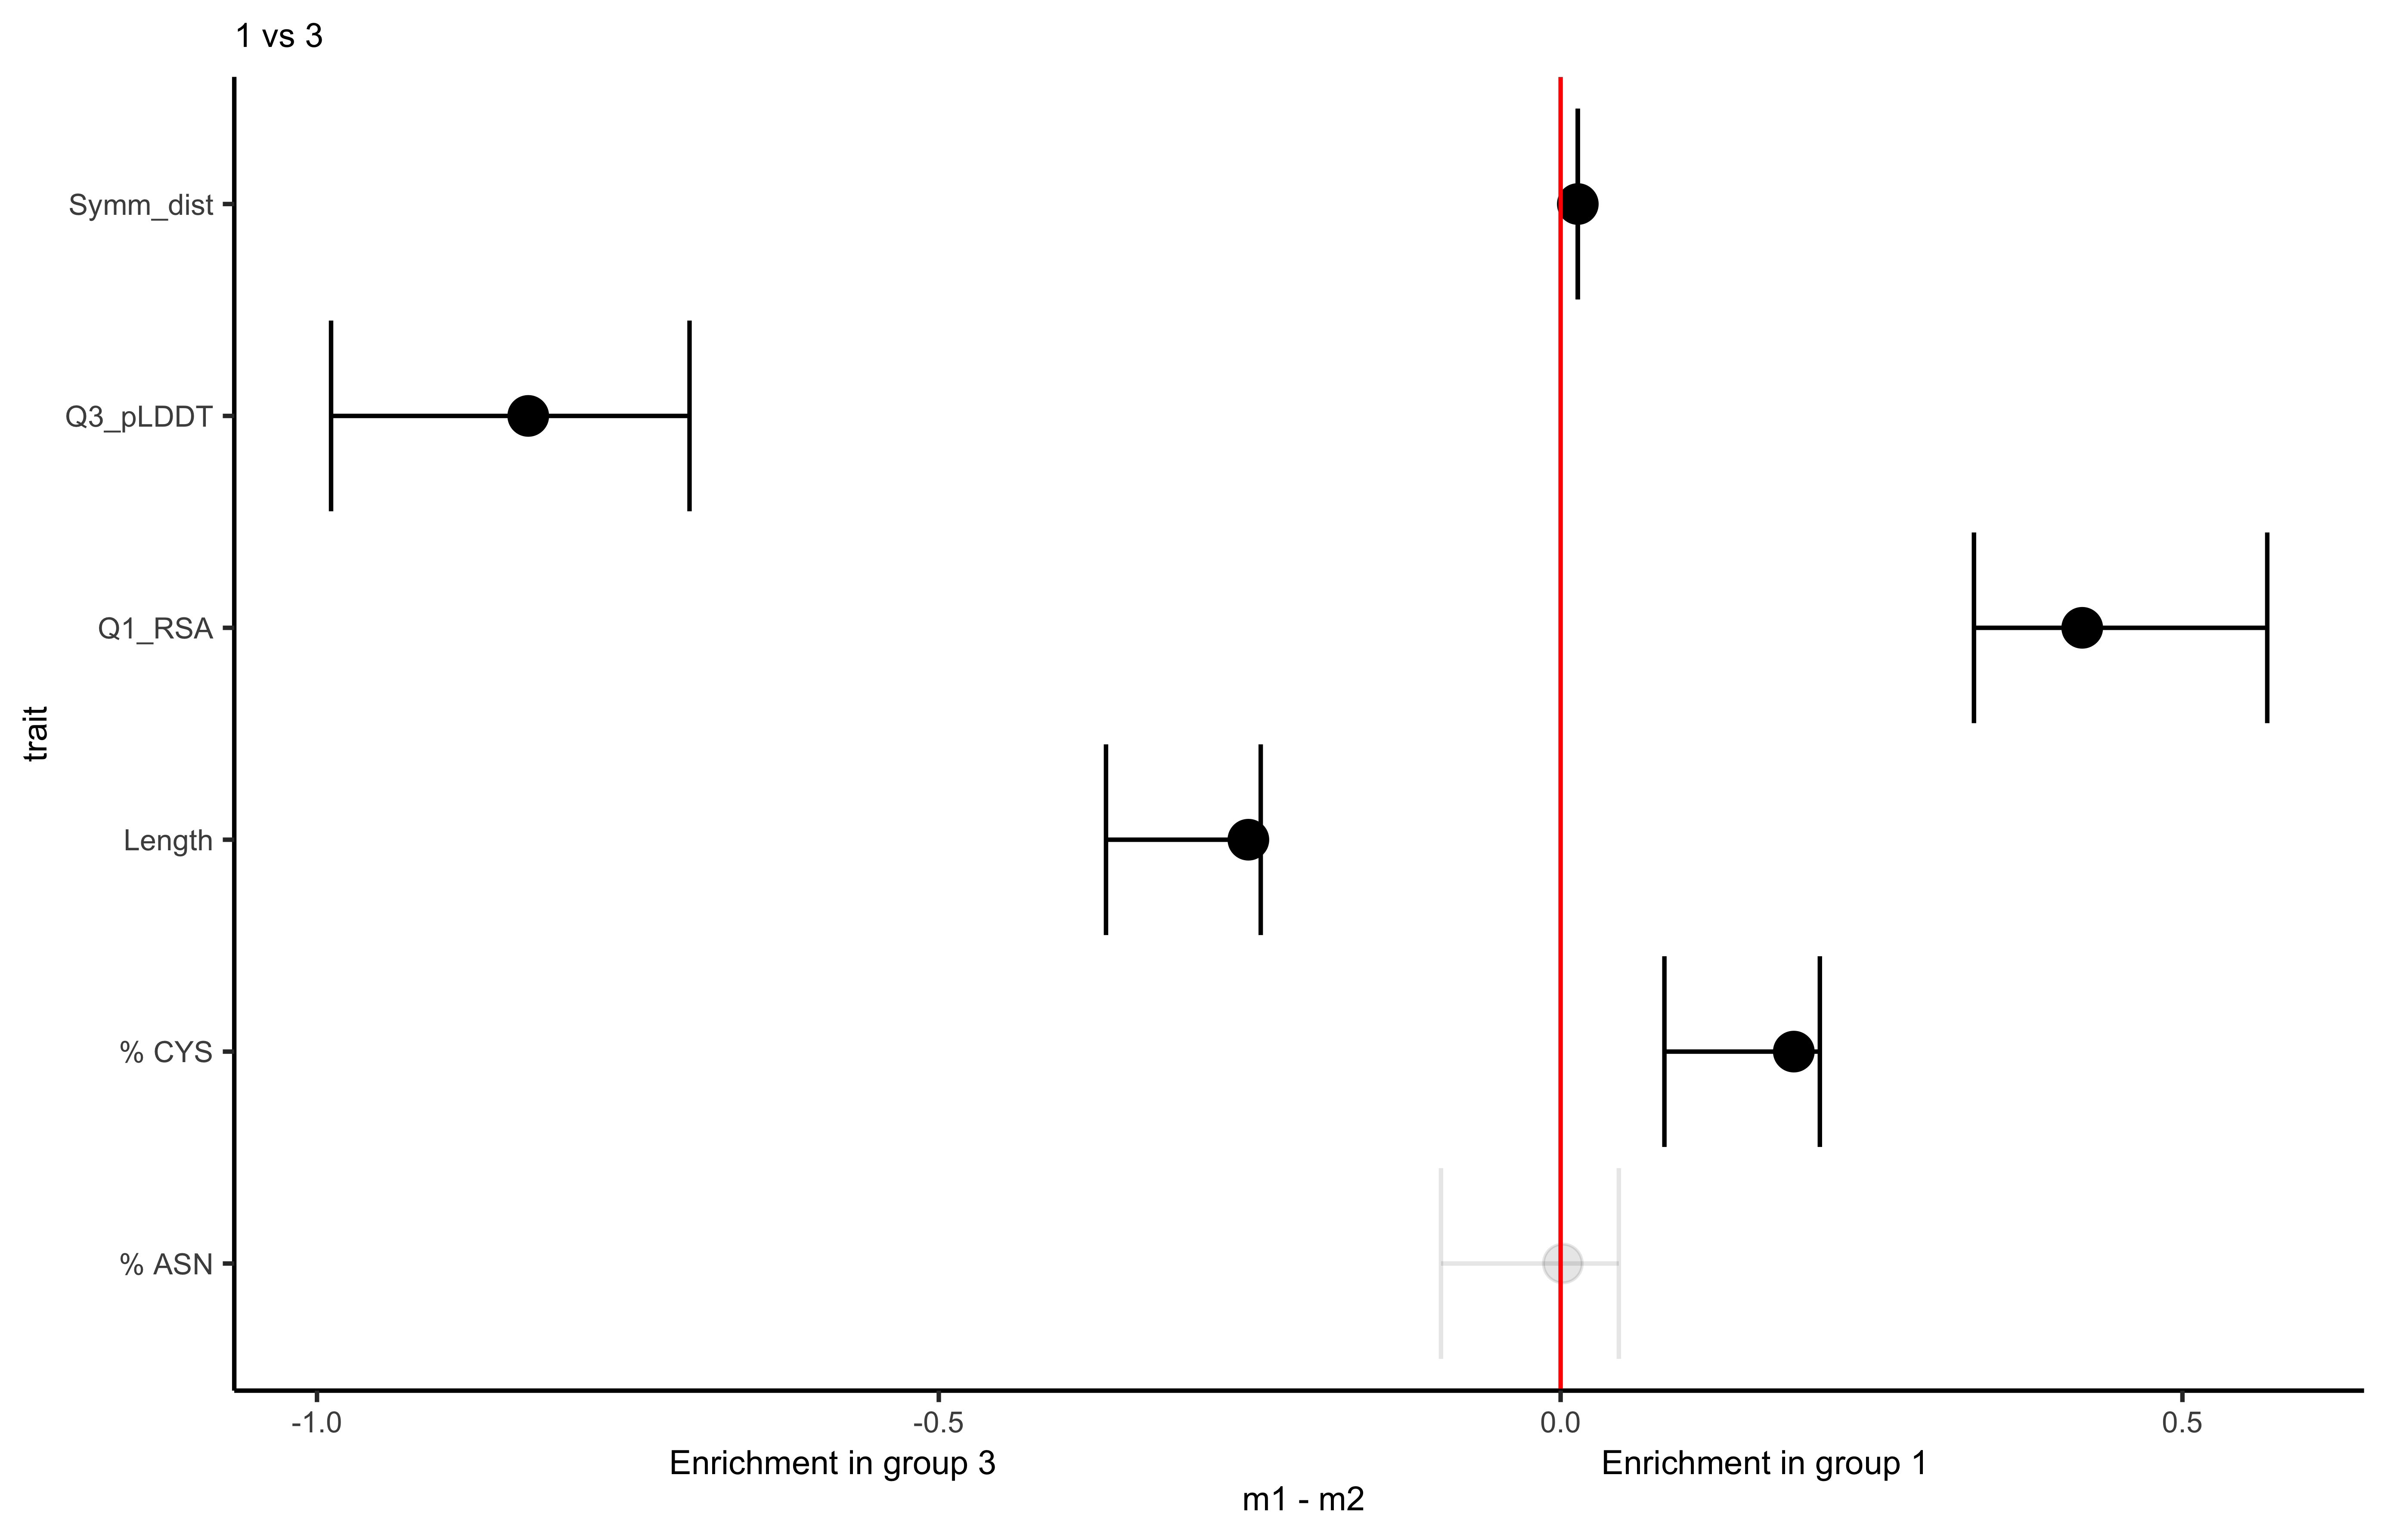 1 vs 3
Symm_dist
Q3_pLDDT
Q1_RSA
Length
% CYS
% ASN
trait
-1.0 -0.5 0.0 0.5
Enrichment in group 3 Enrichment in group 1
m1 - m2